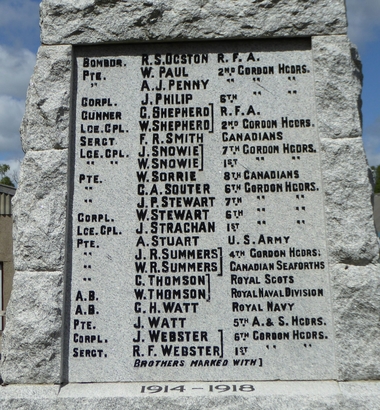 BOMBDR. R.S. OGSTON R.F.A.
PTE. W. PAUL 2ND GORDON HGDRS.
" A.J. PENNY " " "
CORPL. J. PHILIP 6TH " "
GUNNER G. SHEPHERD] R.F.A.
LCE. CPL. W. SHEPHERD] 2ND GORDON HGDRS.
SERGT F.R. SMITH CANADIANS
LCE. CPL. J. SNOWIE] 7TH GORDON HGDRS.
" " W. SNOWIE] 1ST " "
PTE. W. SORRIE 8TH CANADIANS
" G.A. SOUTER 6TH GORDON HGDRS.
" J.P. STEWART 7TH " "
CORPL. W. STEWART 6TH " "
LCE. CPL. J. STRACHAN 1ST " "
PTE. A. STUART U.S. ARMY
" J.R. SUMMERS] 4TH GORDON HGDRS.
" W.R. SUMMERS] CANADIAN SEAFORTHS
" G. THOMSON] ROYAL SCOTS
A.B. W. THOMSON] ROYAL NAVAL DIVISION
A.B. G.H. WATT ROYAL NAVY
PTE. J. WATT 5TH A. & S. HGDRS.
CORPL. J. WEBSTER] 6TH GORDON HGDRS.
SERGT. R.F. WEBSTER] 1ST " "
BROTHERS MARKED WITH ]
1914 - 1918